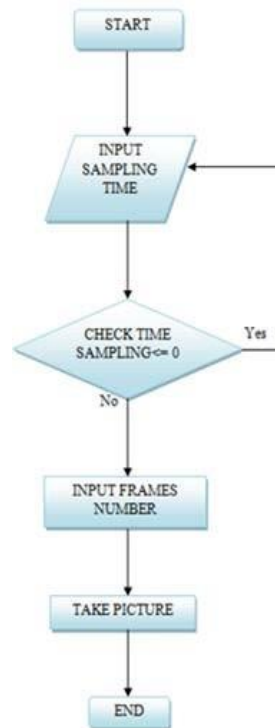 START
INPUT
SAMPLING
TIME
CHECK TIME
SAMPLING<= 0
Yes
No
INPUT FRAMES
NUMBER
TAKE PICTURE
END